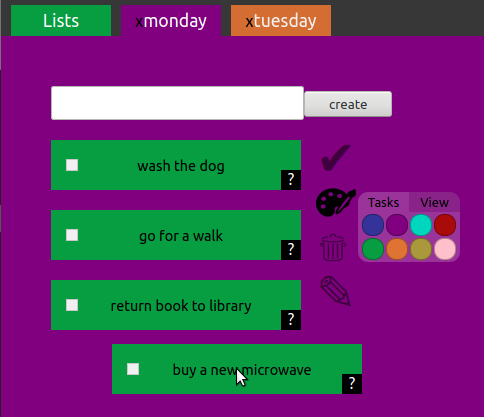 Lists
xmonday
xtuesday
create
wash the dog
?
Tasks
View
go for a walk
?
return book to library
?
buy a new microwave
?